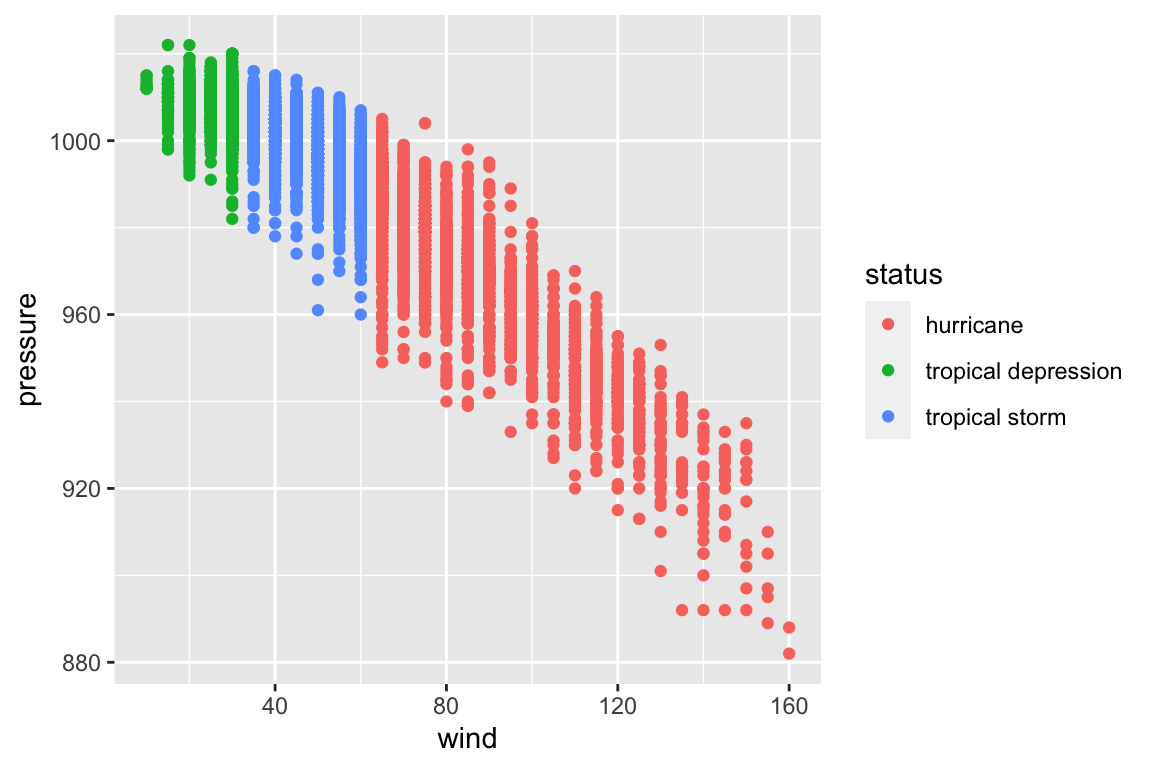 pressure
1000
960
920
880
40 80 120 160
wind
status
hurricane
tropical depression
tropical storm